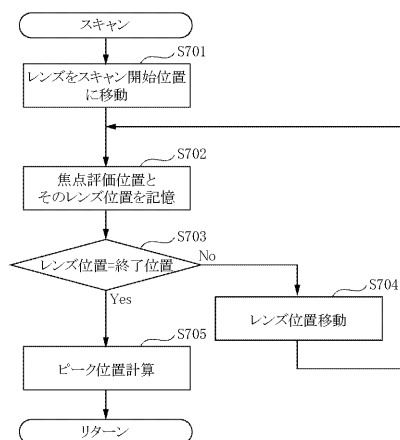 スキャン
S701
レンズをスキャン開始位置
に移動
S702
焦点評価位置と
そのレンズ位置を記憶
S703
レンズ位置=終了位置
No
Yes
S704
レンズ位置移動
S705
ピーク位置計算
リターン